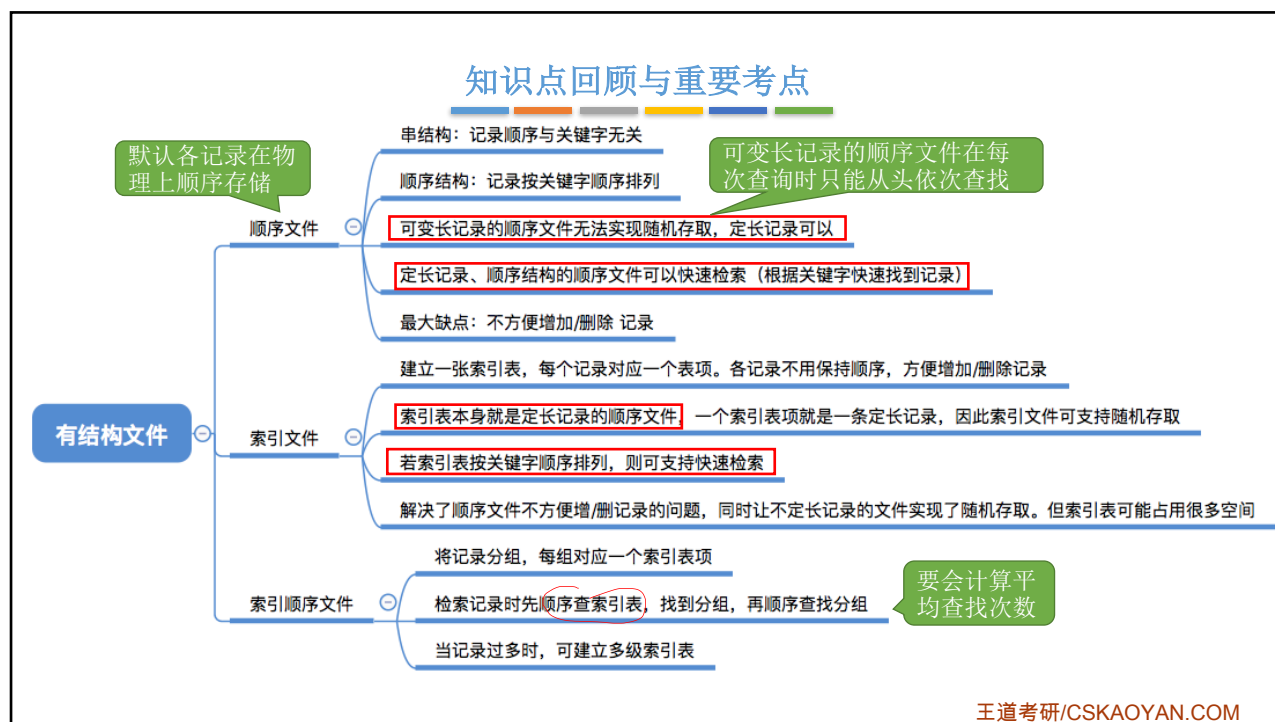 知识点回顾与重要考点
默认各记录在物
理上顺序存储
可变长记录的顺序文件在每
次查询时只能从头依次查找
有结构文件
顺序文件
串结构：记录顺序与关键字无关
顺序结构：记录按关键字顺序排列
可变长记录的顺序文件无法实现随机存取，定长记录可以
定长记录、顺序结构的顺序文件可以快速检索（根据关键字快速找到记录）
最大缺点：不方便增加/删除 记录
索引文件
建立一张索引表，每个记录对应一个表项。各记录不用保持顺序，方便增加/删除记录
索引表本身就是定长记录的顺序文件，一个索引表项就是一条定长记录，因此索引文件可支持随机存取
若索引表按关键字顺序排列，则可支持快速检索
解决了顺序文件不方便增/删记录的问题，同时让不定长记录的文件实现了随机存取。但索引表可能占用很多空间
索引顺序文件
将记录分组，每组对应一个索引表项
检索记录时先顺序查索引表，找到分组，再顺序查找分组
当记录过多时，可建立多级索引表
要会计算平
均查找次数
王道考研/CSKAOYAN.COM